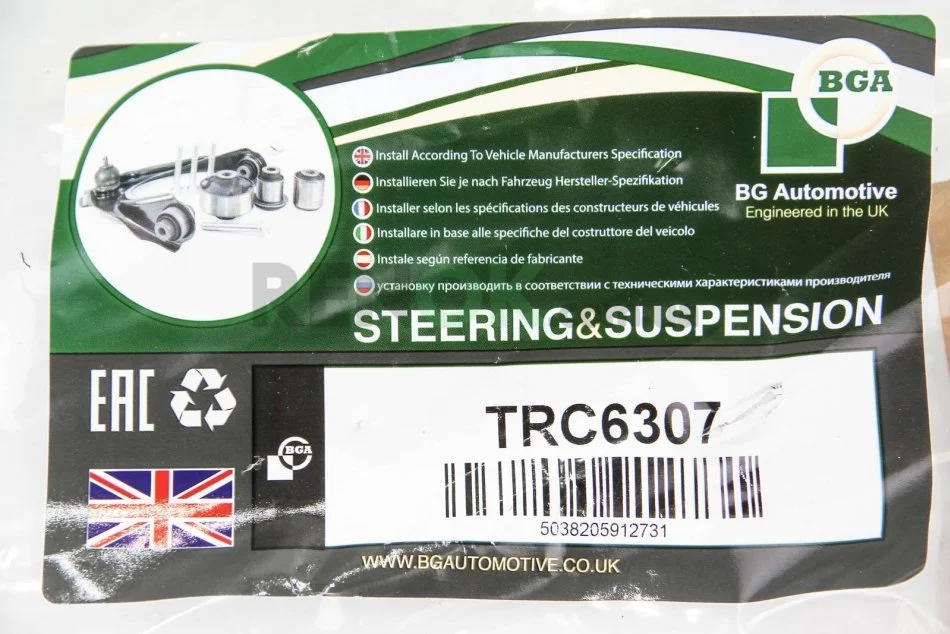 BGA
Install According To Vehicle Manufacturers Specification
Installieren Sie je nach Fahrzeug Hersteller-Spezifikation
Installer selon les spécifications des constructeurs de véhicules
Installare in base alle specifiche del costruttore del veicolo
Instale según referencia de fabricante
установку производить в соответствии с техническими характеристиками производителя
BG Automotive
Engineered in the UK
STEERING&SUSPENSION
EAC
BGA
TRC6307
5038205912731
WWW.BGAUTOMOTIVE.CO.UK